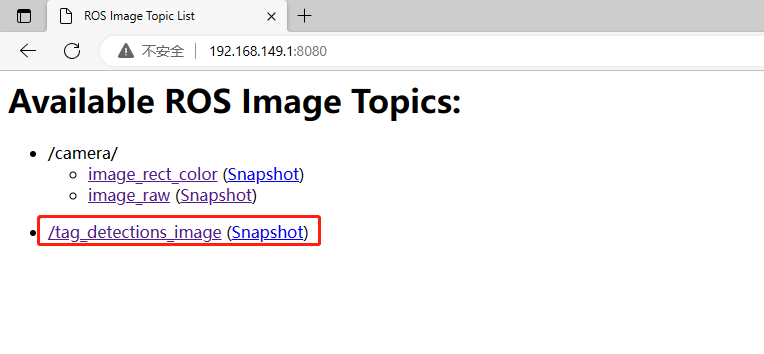 ROS Image Topic List
不安全 192.168.149.1:8080
Available ROS Image Topics:
/camera/
image_rect_color (Snapshot)
image_raw (Snapshot)
/tag_detections_image (Snapshot)